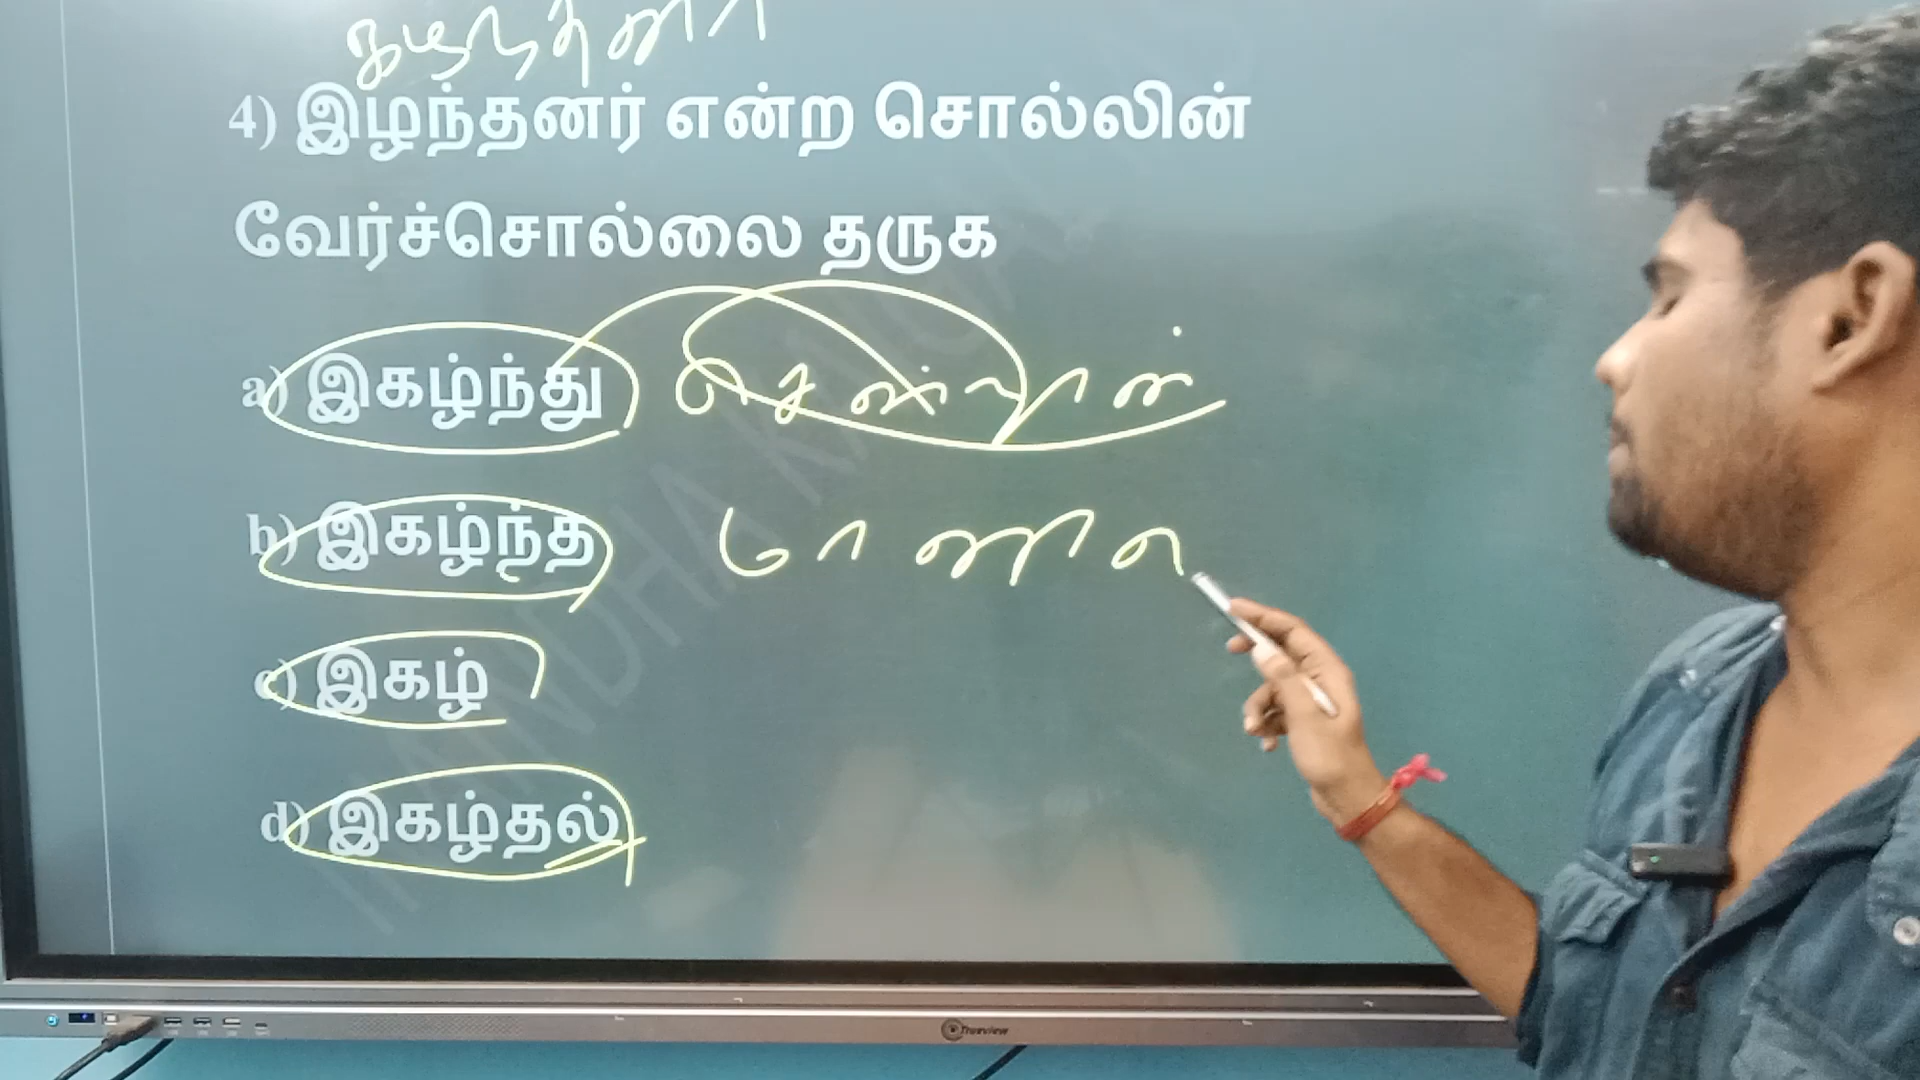 4) இழந்தனர் என்ற சொல்லின்
வேர்ச்சொல்லை தருக
a) இகழ்ந்து சென்றான்
b) இகழ்ந்த
c) இகழ்
d) இகழ்தல்